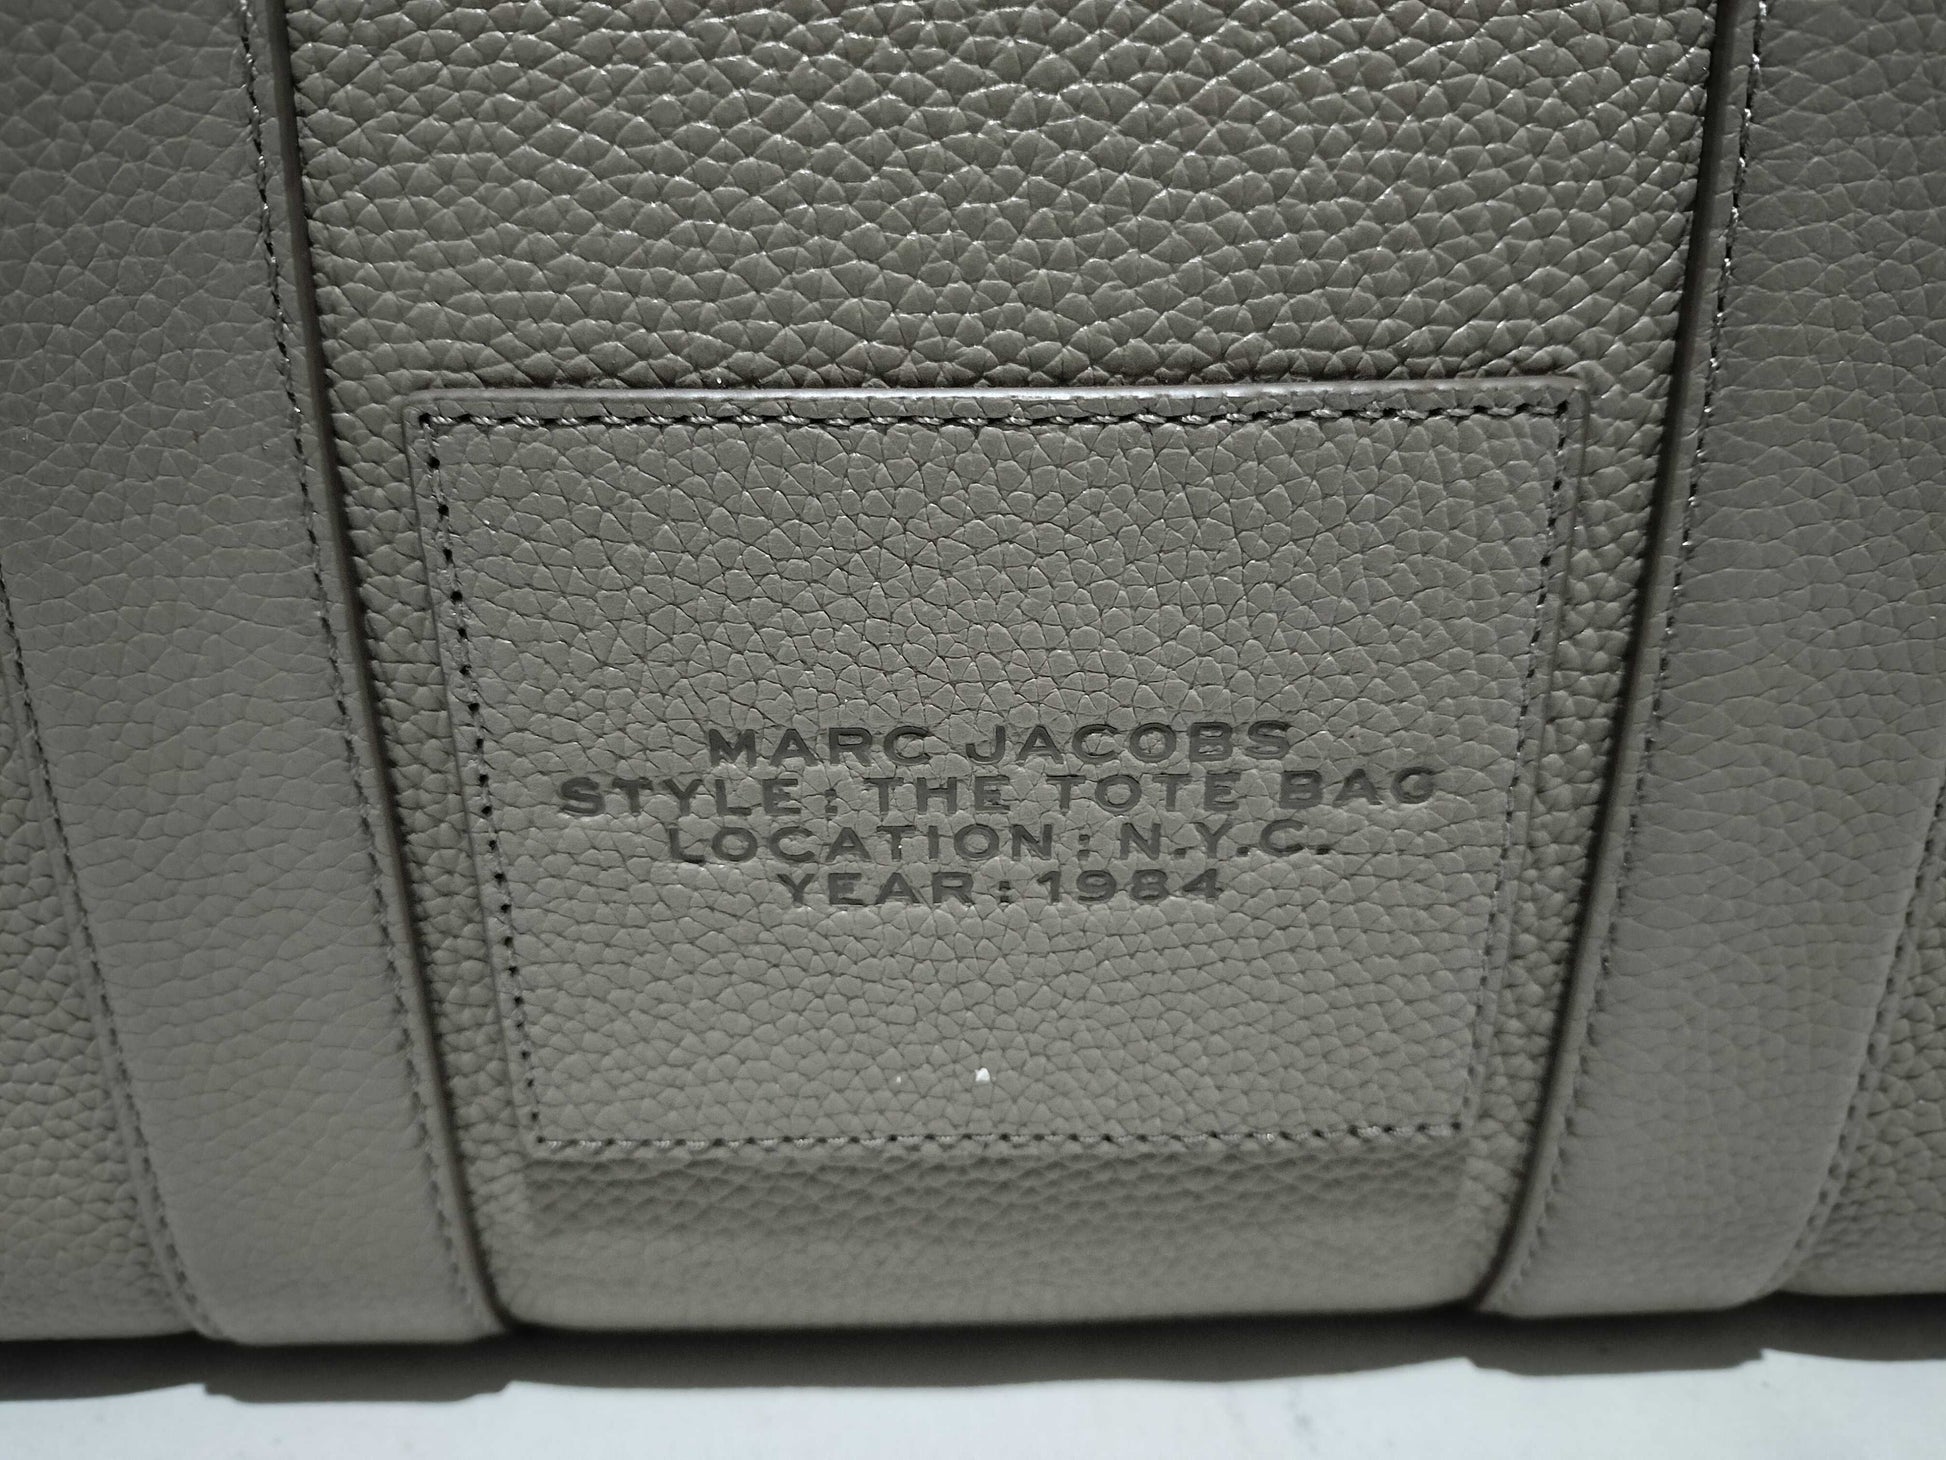 MARC JACOBS
STYLE: THE TOTE BAG
LOCATION: N.Y.C.
YEAR: 1984